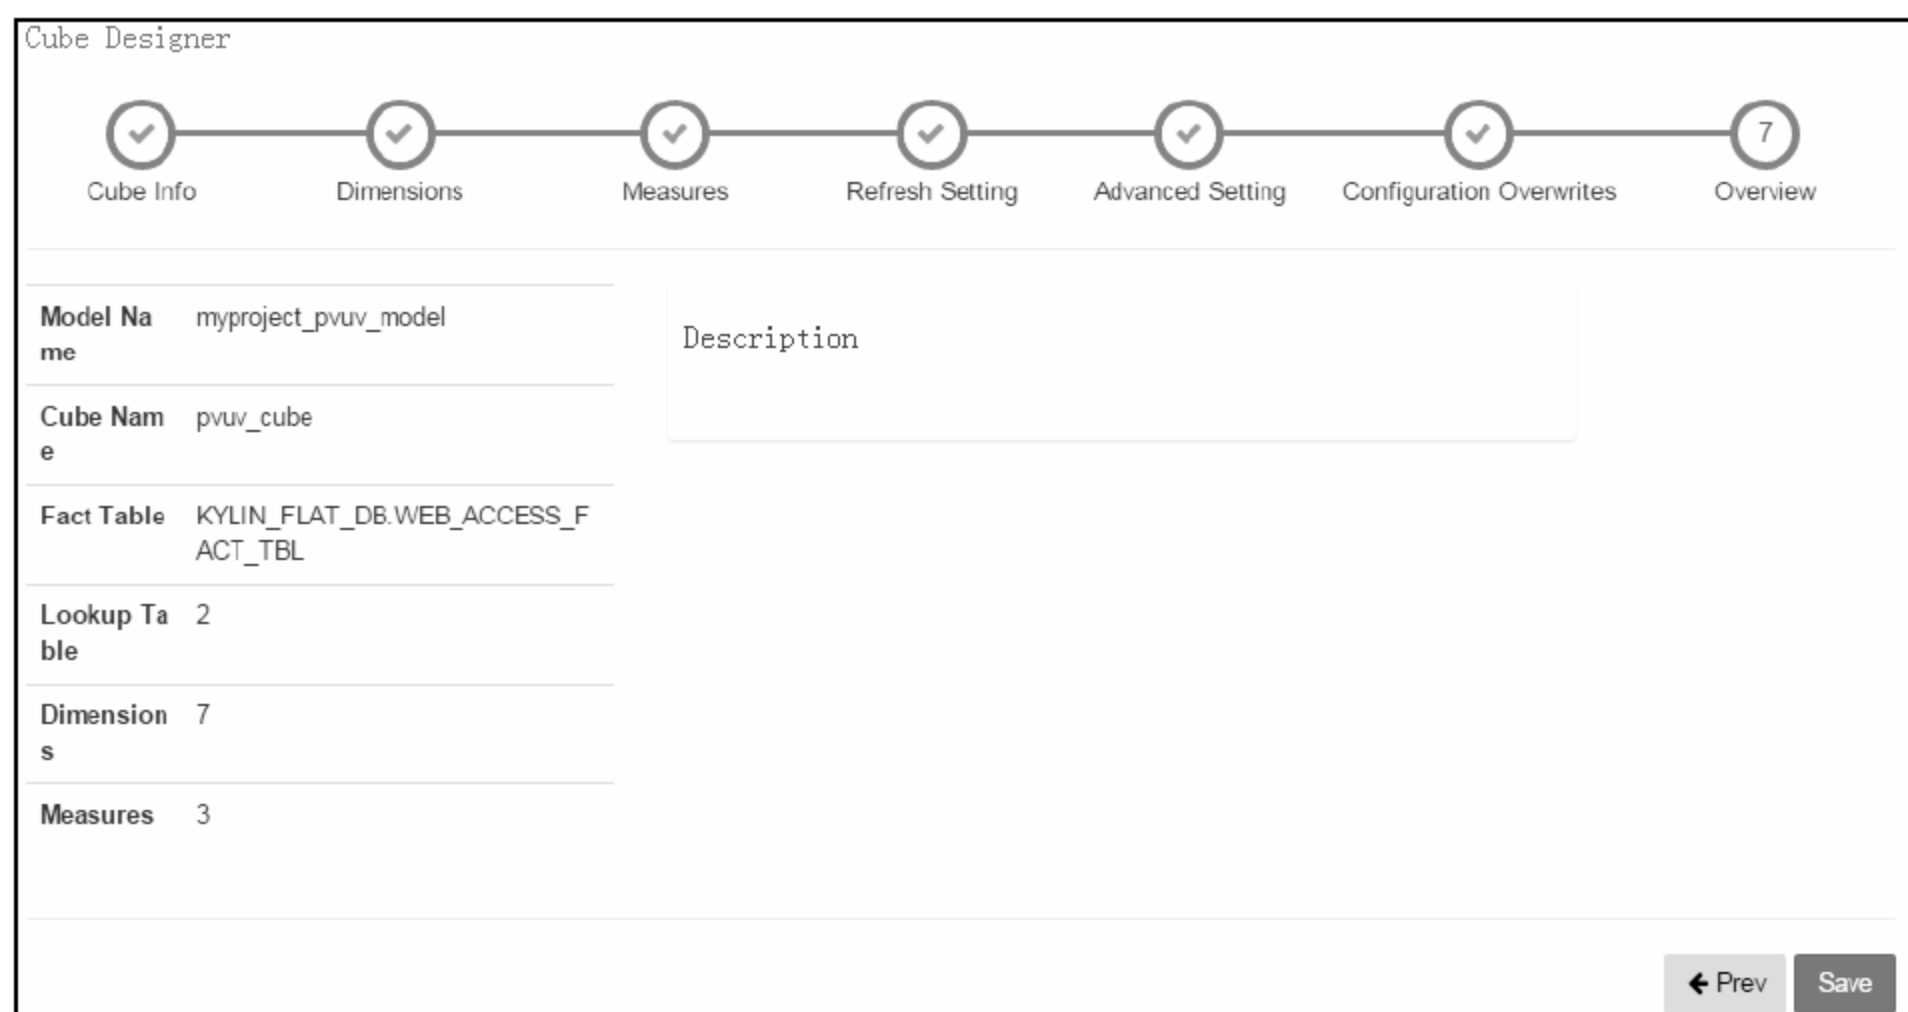 Cube Designer
7
Cube Info Dimensions Measures Refresh Setting Advanced Setting Configuration Overwrites Overview
Model Na myproject_pvuv_model
me
Description
Cube Nam pvuv_cube
e
Fact Table KYLIN_FLAT_DB.WEB_ACCESS_F
ACT_TBL
Lookup Ta 2
ble
Dimension 7
s
Measures 3
Prev Save